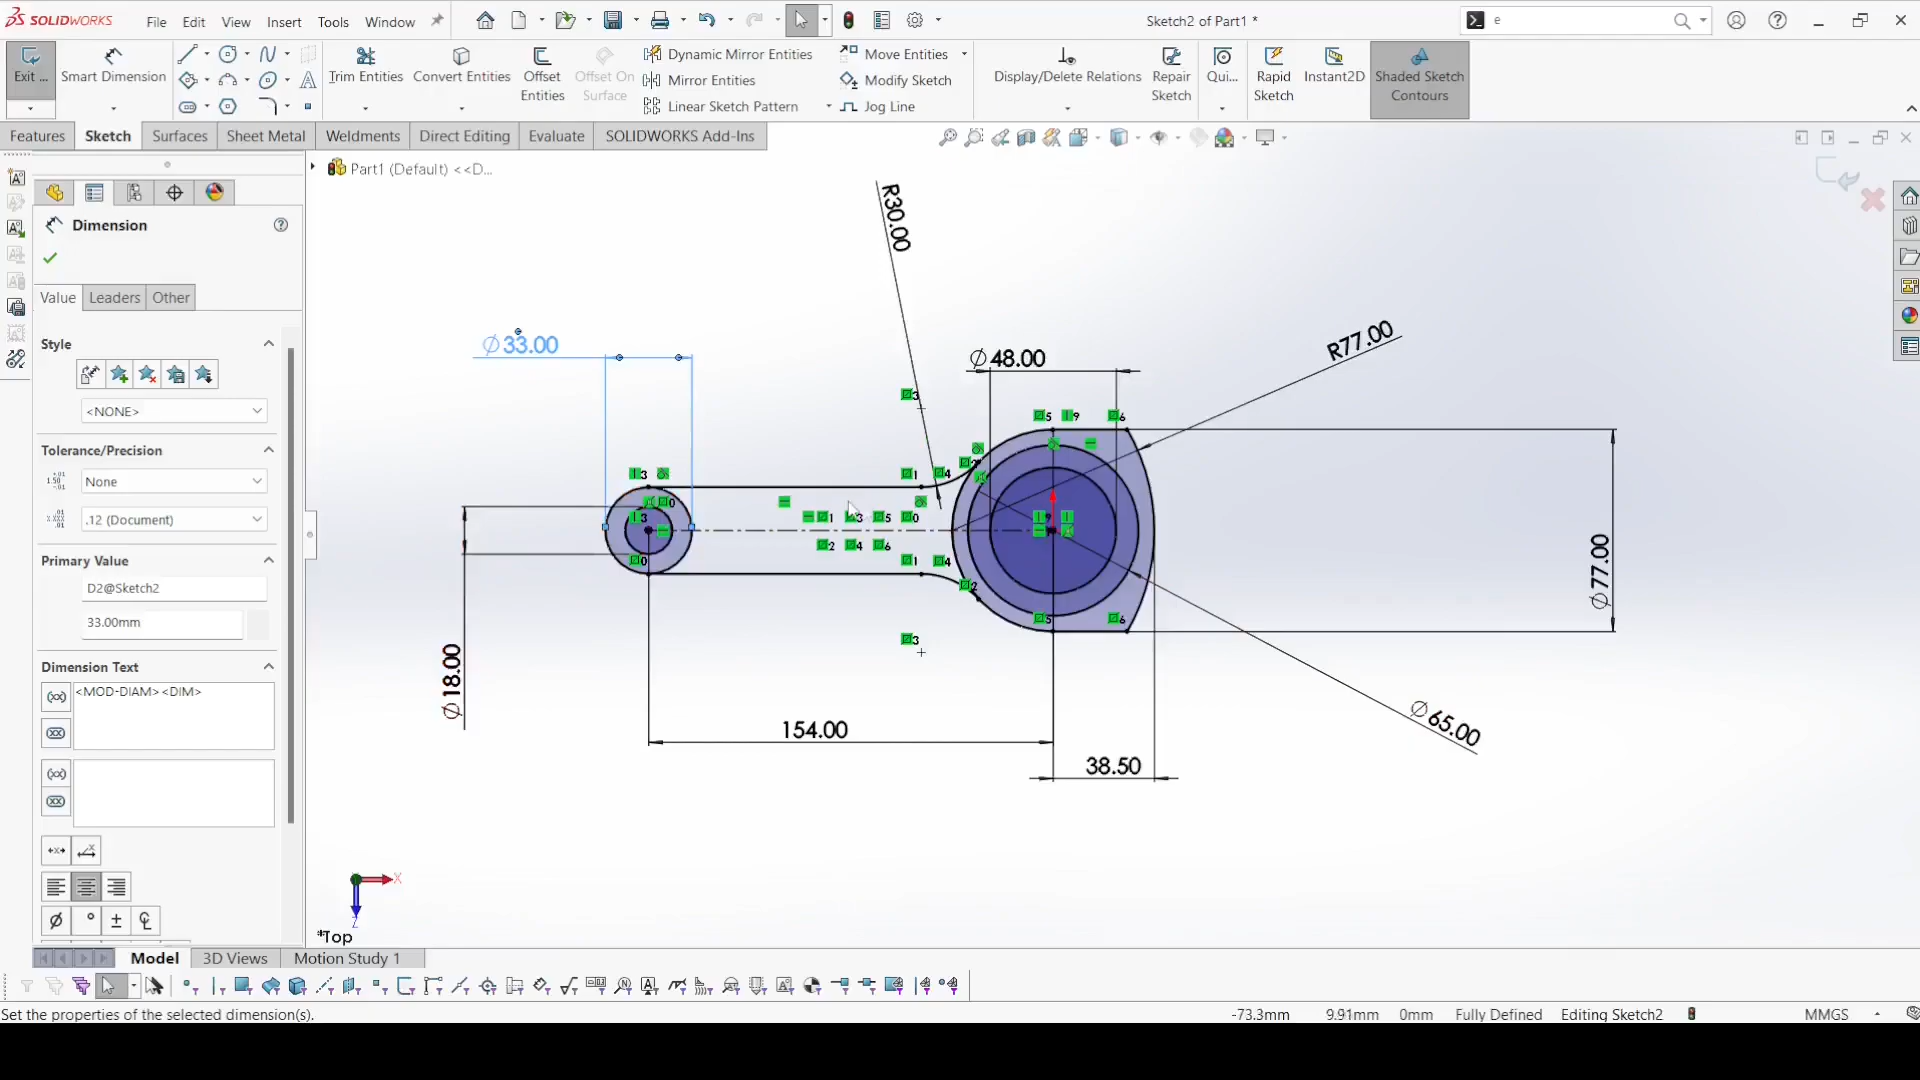 SOLIDWORKS File Edit View Insert Tools Window Sketch2 of Part1 * e
Exit ... Smart Dimension Trim Entities Convert Entities Offset Entities Offset On Surface Dynamic Mirror Entities Mirror Entities Linear Sketch Pattern Move Entities Modify Sketch Jog Line Display/Delete Relations Repair Sketch Qui... Rapid Sketch Instant2D Shaded Sketch Contours
Features Sketch Surfaces Sheet Metal Weldments Direct Editing Evaluate SOLIDWORKS Add-Ins
Part1 (Default) <<D...
Dimension
Value Leaders Other
Style
<NONE>
Tolerance/Precision
None
.12 (Document)
Primary Value
D2@Sketch2
33.00mm
Dimension Text
<MOD-DIAM><DIM>
R30.00
∅33.00
∅48.00
R77.00
∅77.00
∅18.00
∅65.00
154.00
38.50
X
Z
*Top
Model 3D Views Motion Study 1
Set the properties of the selected dimension(s). -73.3mm 9.91mm 0mm Fully Defined Editing Sketch2 MMGS